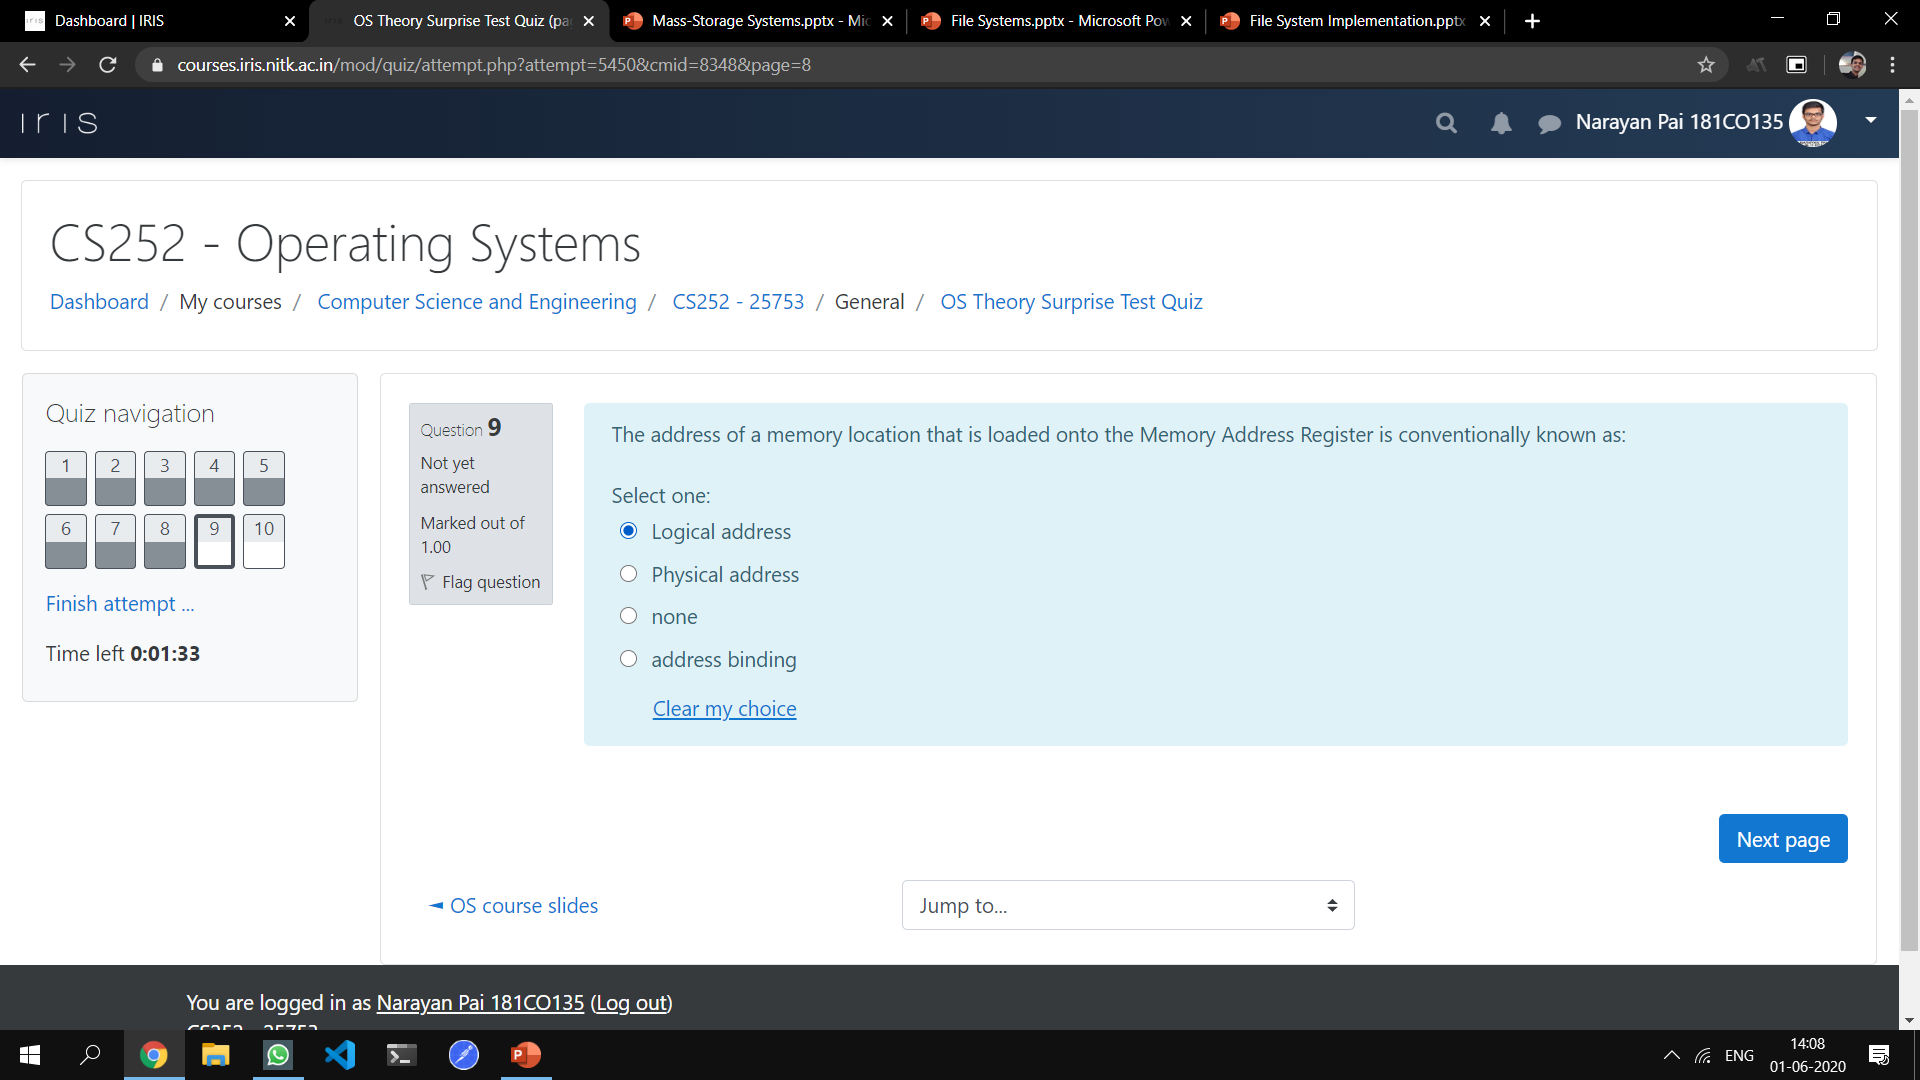 Dashboard | IRIS
OS Theory Surprise Test Quiz (pa
Mass-Storage Systems.pptx - Mic
File Systems.pptx - Microsoft Pow
File System Implementation.pptx
courses.iris.nitk.ac.in/mod/quiz/attempt.php?attempt=5450&cmid=8348&page=8
IrIS
Narayan Pai 181CO135
CS252 - Operating Systems
Dashboard / My courses / Computer Science and Engineering / CS252 - 25753 / General / OS Theory Surprise Test Quiz
Quiz navigation
1 2 3 4 5
6 7 8 9 10
Finish attempt ...
Time left 0:01:33
Question 9
Not yet
answered
Marked out of
1.00
Flag question
The address of a memory location that is loaded onto the Memory Address Register is conventionally known as:
Select one:
Logical address
Physical address
none
address binding
Clear my choice
Next page
◄ OS course slides
Jump to...
You are logged in as Narayan Pai 181CO135 (Log out)
CS252 - 25753
ENG
14:08
01-06-2020